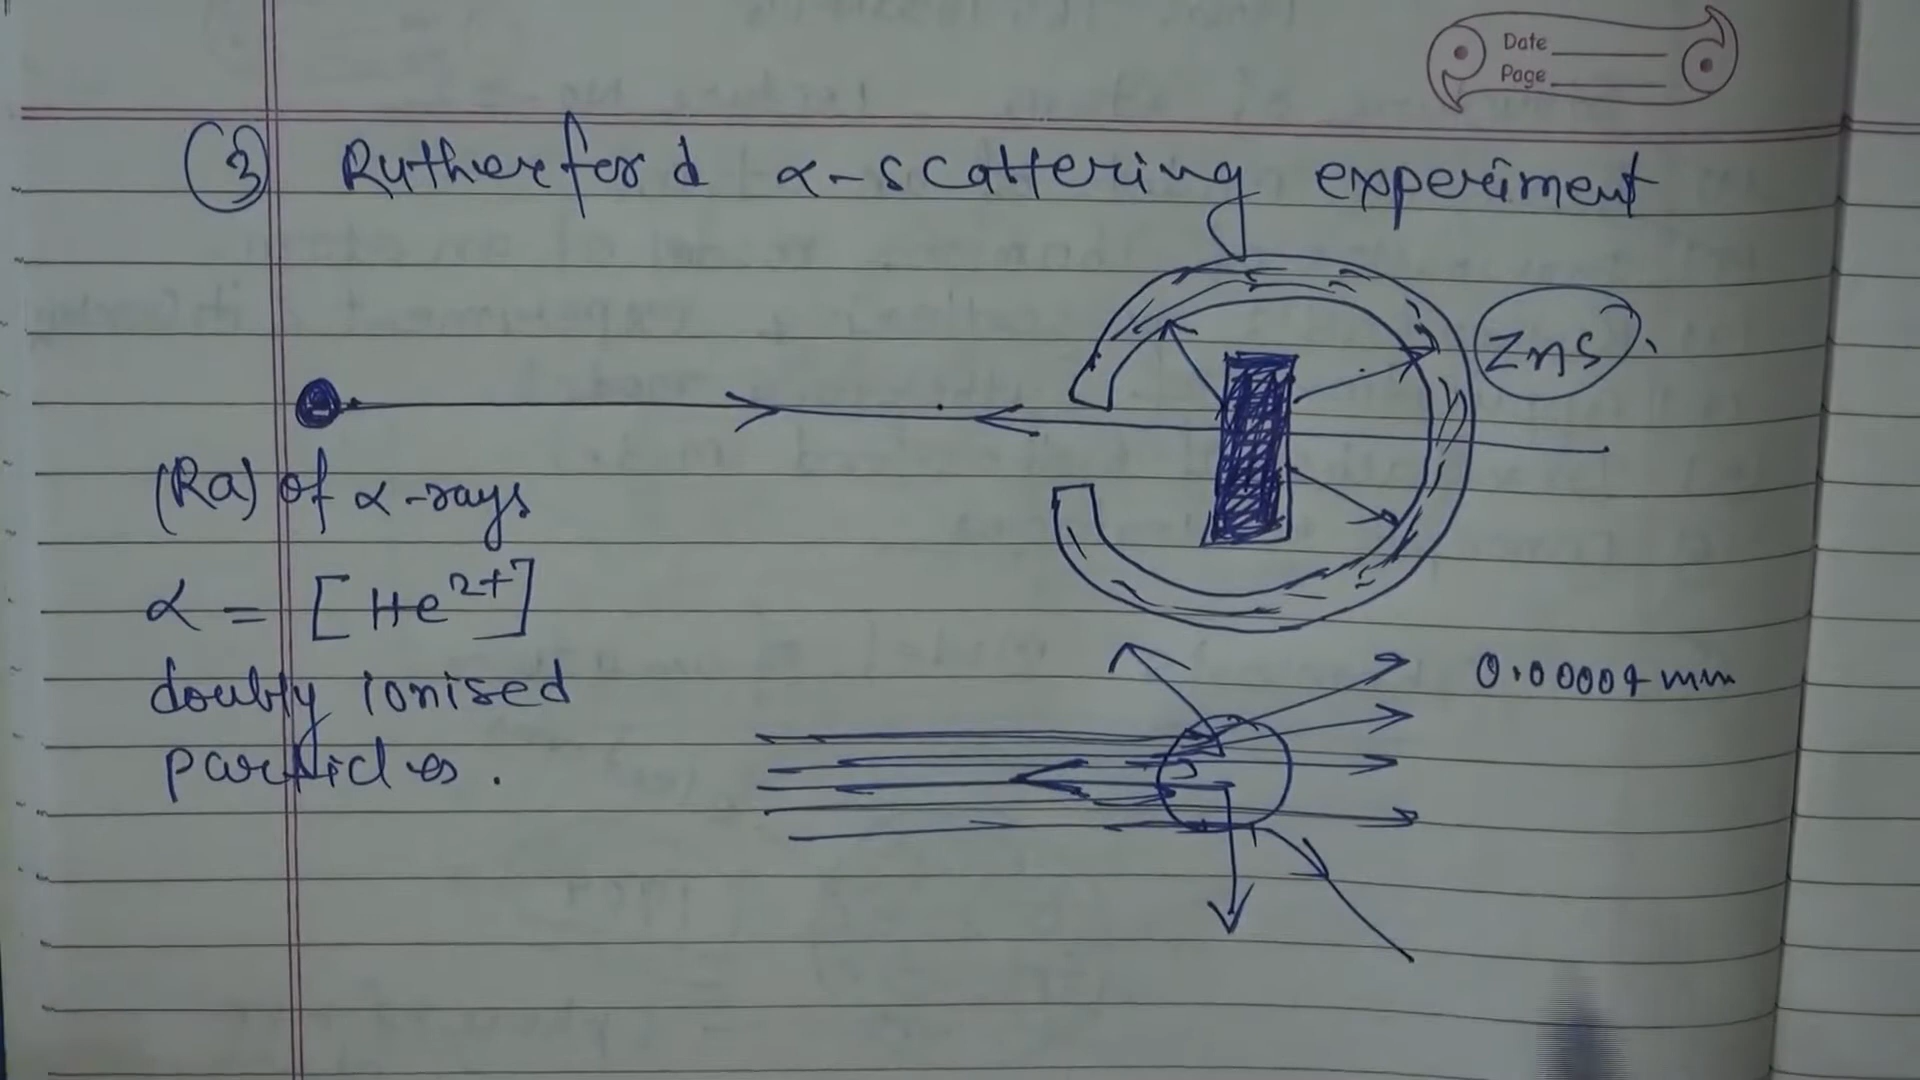 Date
Page
(3) Rutherford α-scattering experiment
ZnS
(Ra) of α-rays
α = [He2+]
0.00004 mm
doubly ionised
particles.